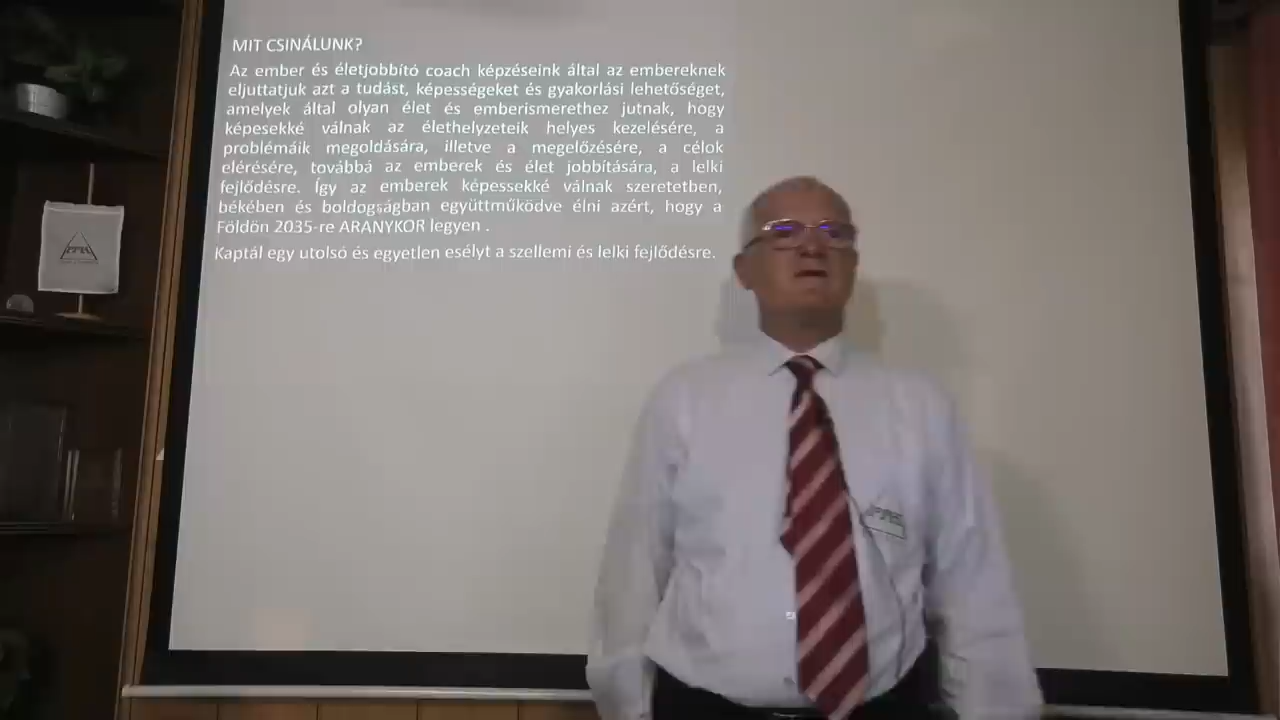 MIT CSINÁLUNK?
Az ember és életjobbító coach képzéseink által az embereknek
eljuttatjuk azt a tudást, képességeket és gyakorlási lehetőséget,
amelyek által olyan élet és emberismerethez jutnak, hogy
képesekké válnak az élethelyzeteik helyes kezelésére, a
problémáik megoldására, illetve a megelőzésére, a célok
elérésére, továbbá az emberek és élet jobbítására, a lelki
fejlődésre. Így az emberek képessekké válnak szeretetben,
békében és boldogságban együttműködve élni azért, hogy a
Földön 2035-re ARANYKOR legyen .
Kaptál egy utolsó és egyetlen esélyt a szellemi és lelki fejlődésre.